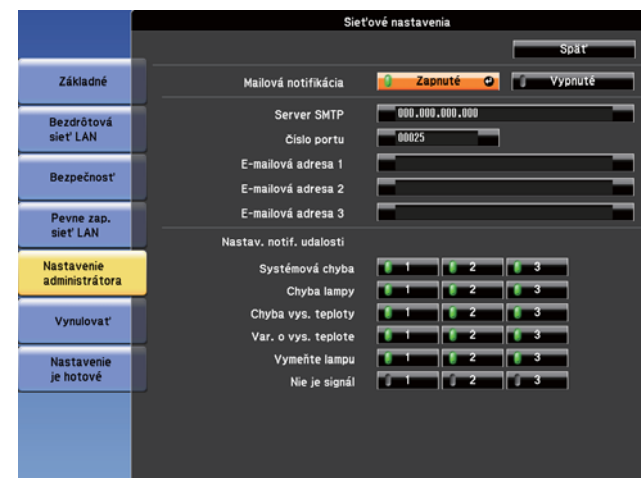 Sieťové nastavenia
Späť
Základné
Bezdrôtová
sieť LAN
Bezpečnosť
Pevne zap.
sieť LAN
Nastavenie
administrátora
Vynulovať
Nastavenie
je hotové
Mailová notifikácia Zapnuté Vypnuté
Server SMTP 000.000.000.000
Číslo portu 00025
E-mailová adresa 1
E-mailová adresa 2
E-mailová adresa 3
Nastav. notif. udalosti
Systémová chyba 1 2 3
Chyba lampy 1 2 3
Chyba vys. teploty 1 2 3
Var. o vys. teplote 1 2 3
Vymeňte lampu 1 2 3
Nie je signál 1 2 3